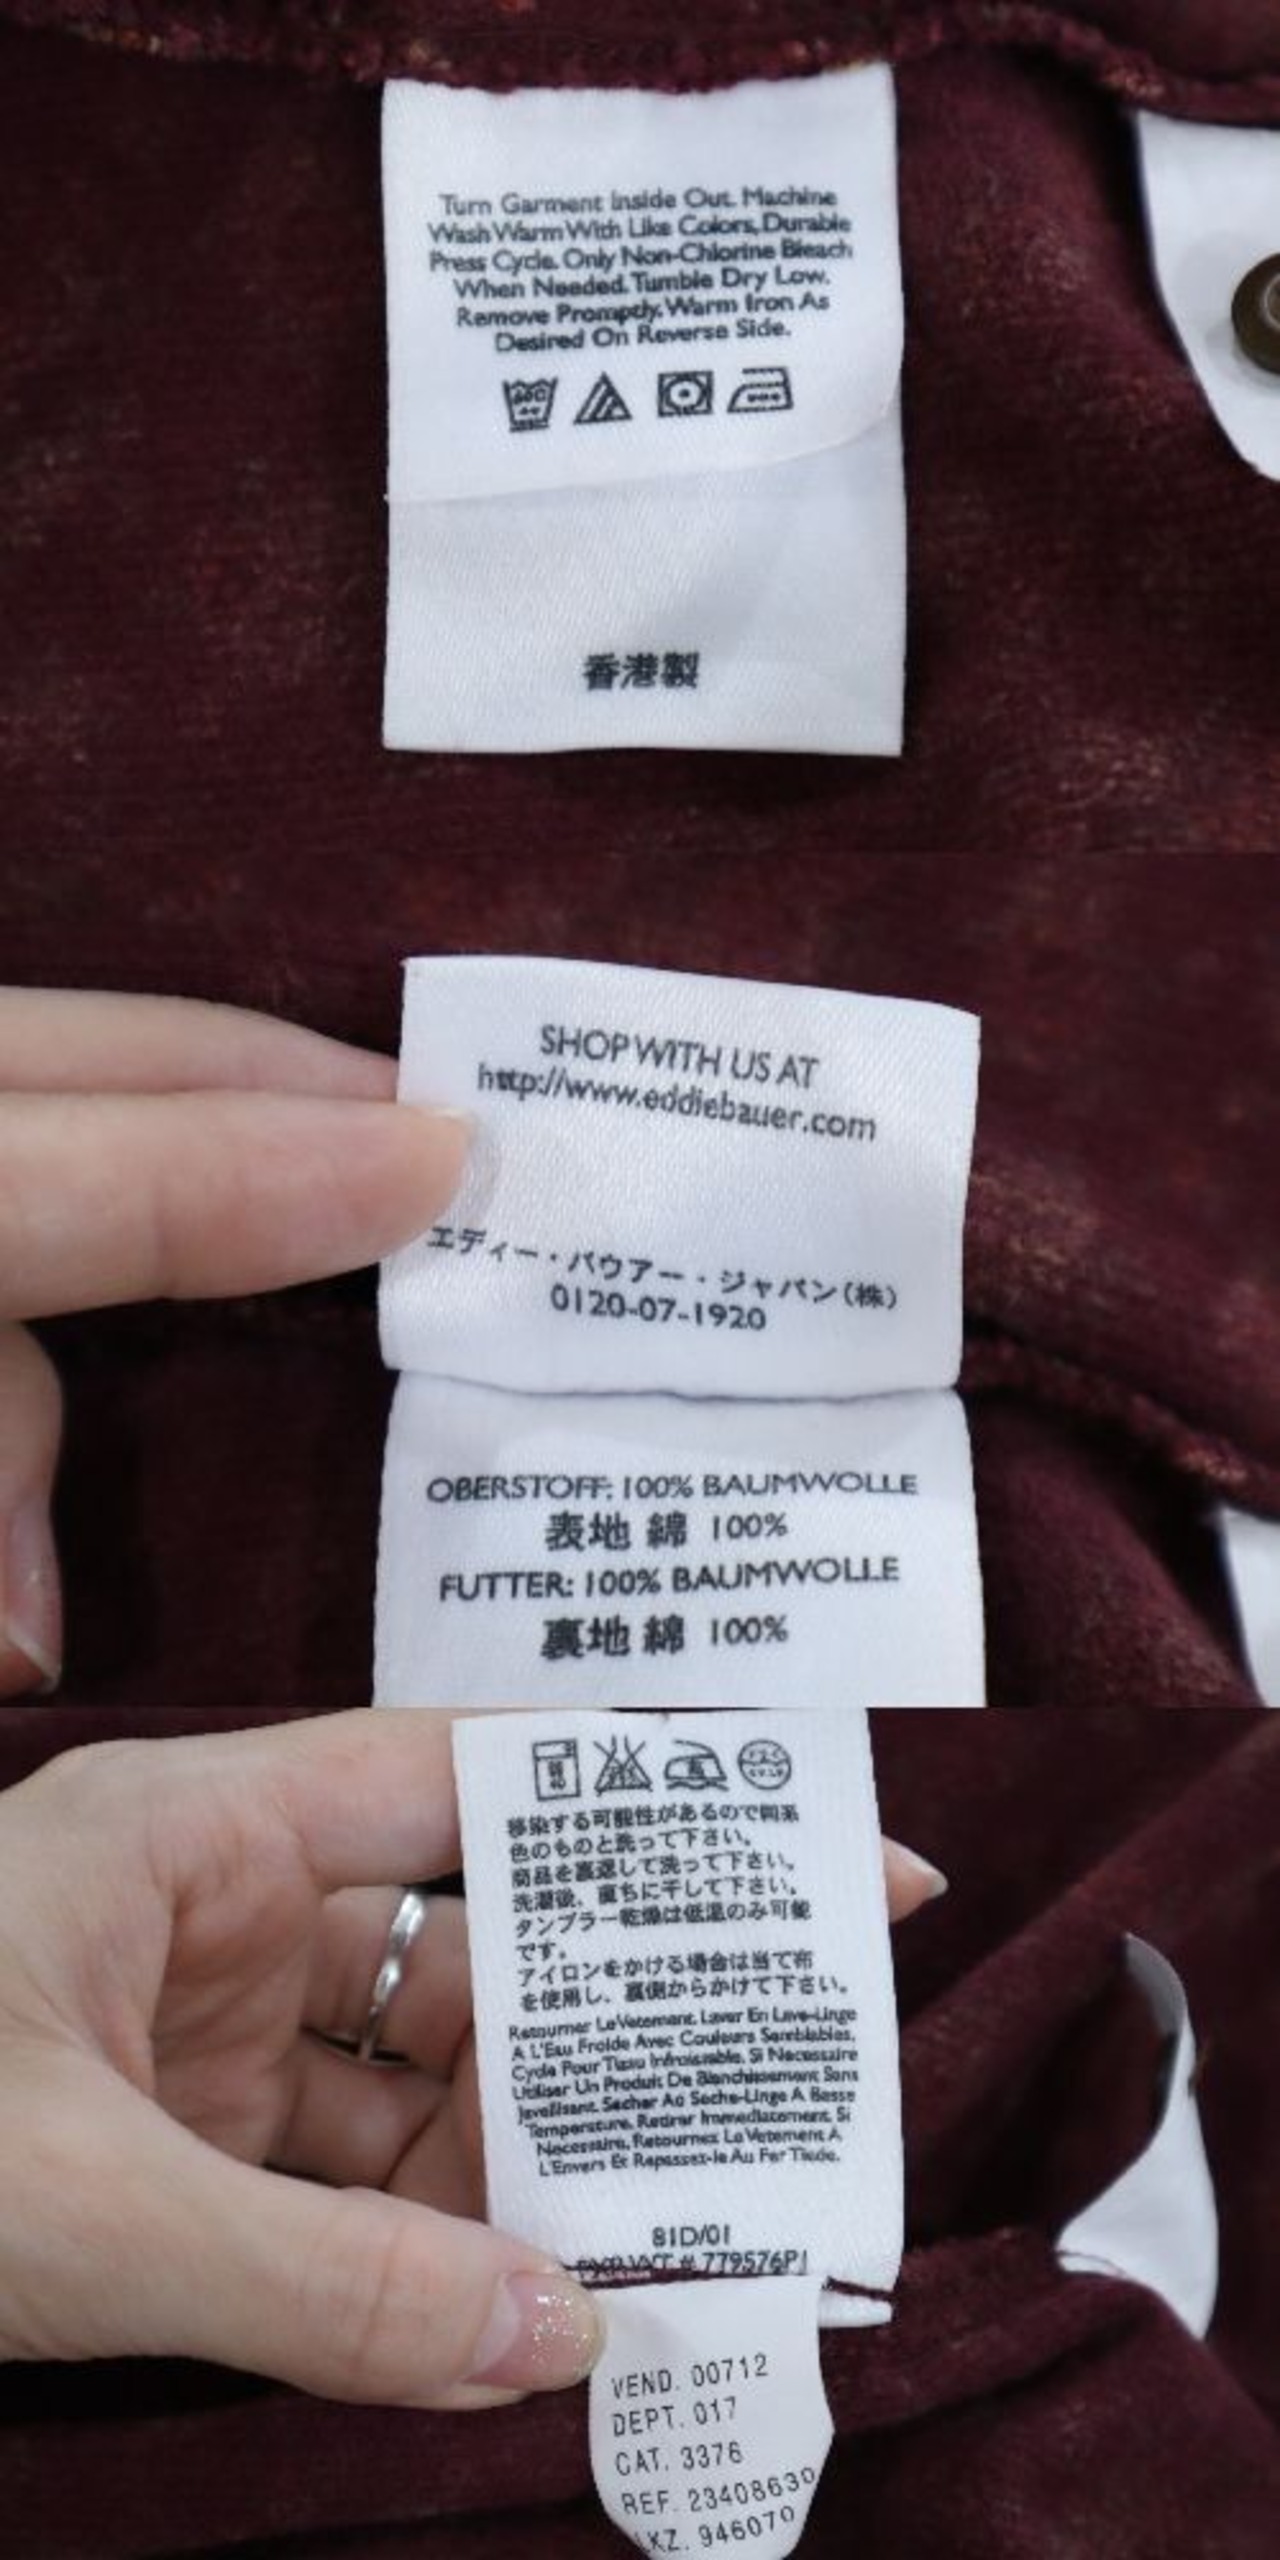 Turn Garment Inside Out. Machine
Wash Warm With Like Colors, Durable
Press Cycle. Only Non-Chlorine Bleach
When Needed. Tumble Dry Low.
Remove Promptly. Warm Iron As
Desired On Reverse Side.
香港製
SHOP WITH US AT
http://www.eddiebauer.com
エディー・バウアー・ジャパン(株)
0120-07-1920
OBERSTOFF: 100% BAUMWOLLE
表地 綿 100%
FUTTER: 100% BAUMWOLLE
裏地 綿 100%
移染する可能性があるので同系
色のものと洗って下さい。
商品を裏返して洗って下さい。
洗濯後、直ちに干して下さい。
タンブラー乾燥は低温のみ可能
です。
アイロンをかける場合は当て布
を使用し、裏側からかけて下さい。
Retourner Le Vetement. Laver En Lave-Linge
A L'Eau Froide Avec Couleurs Semblables,
Cycle Pour Tissu Infroissable. Si Necessaire
Utiliser Un Produit De Blanchissement Sans
Javellisant. Secher Au Seche-Linge A Basse
Temperature. Retirer Immediatement. Si
Necessaire, Retournez Le Vetement A
L'Envers Et Repassez-le Au Fer Tiede.
81D/01
# 779576P1
VEND. 00712
DEPT. 017
CAT. 3376
REF. 23408630
946070